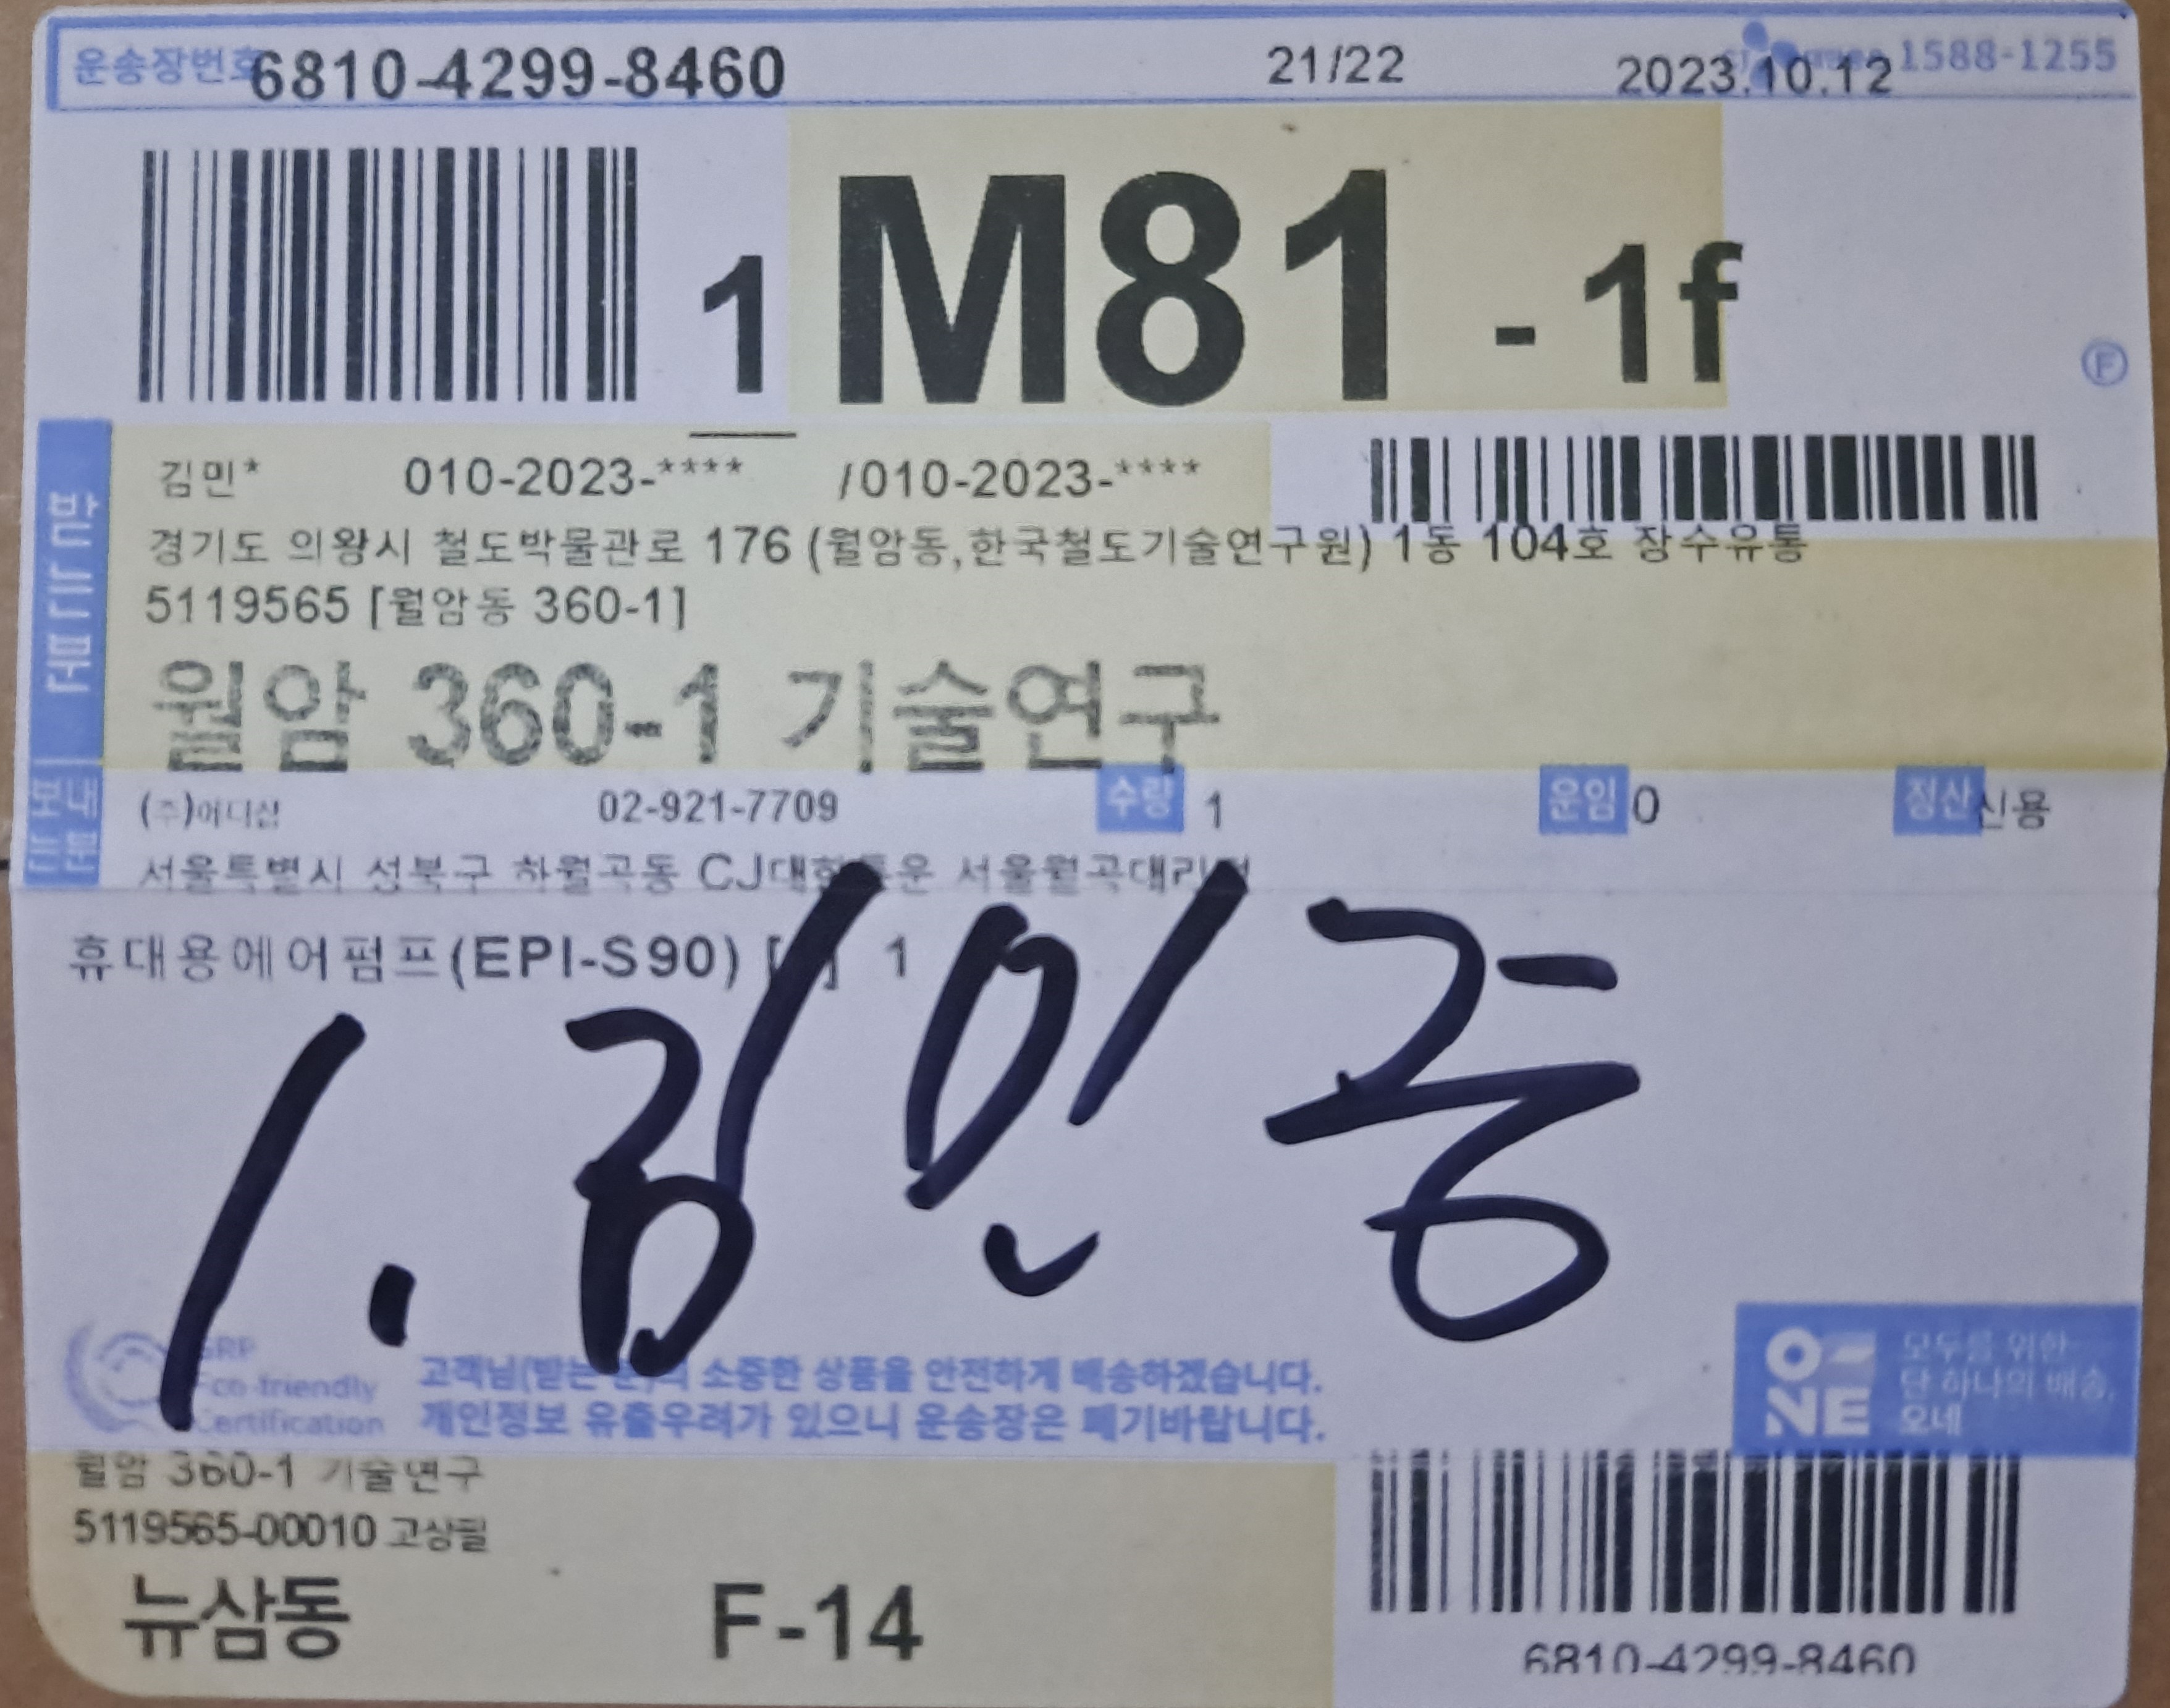 운송장번호 6810-4299-8460 21/22 2023.10.12 1588-1255
1 M81 - 1f
F
받는분
김민* 010-2023-**** /010-2023-****
경기도 의왕시 철도박물관로 176 (월암동,한국철도기술연구원) 1동 104호 장수유통
5119565 [월암동 360-1]
월암 360-1 기술연구
보내는분
(주)에디샵 02-921-7709 수량 1 운임 0 정산 신용
서울특별시 성북구 하월곡동 CJ대한통운 서울월곡대리점
휴대용에어펌프(EPI-S90) 1
1. 김민
GRP
Eco-friendly
Certification
고객님(받는 분)의 소중한 상품을 안전하게 배송하겠습니다.
개인정보 유출우려가 있으니 운송장은 폐기바랍니다.
ONE
모두를 위한
단 하나의 배송,
오네
월암 360-1 기술연구
5119565-00010 고상필
뉴삼동 F-14
6810-4299-8460